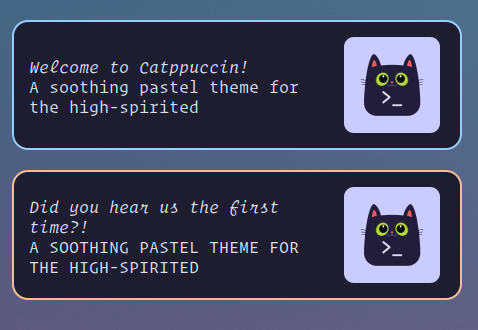 Welcome to Catppuccin!
A soothing pastel theme for
the high-spirited
>_
Did you hear us the first
time?!
A SOOTHING PASTEL THEME FOR
THE HIGH-SPIRITED
>_